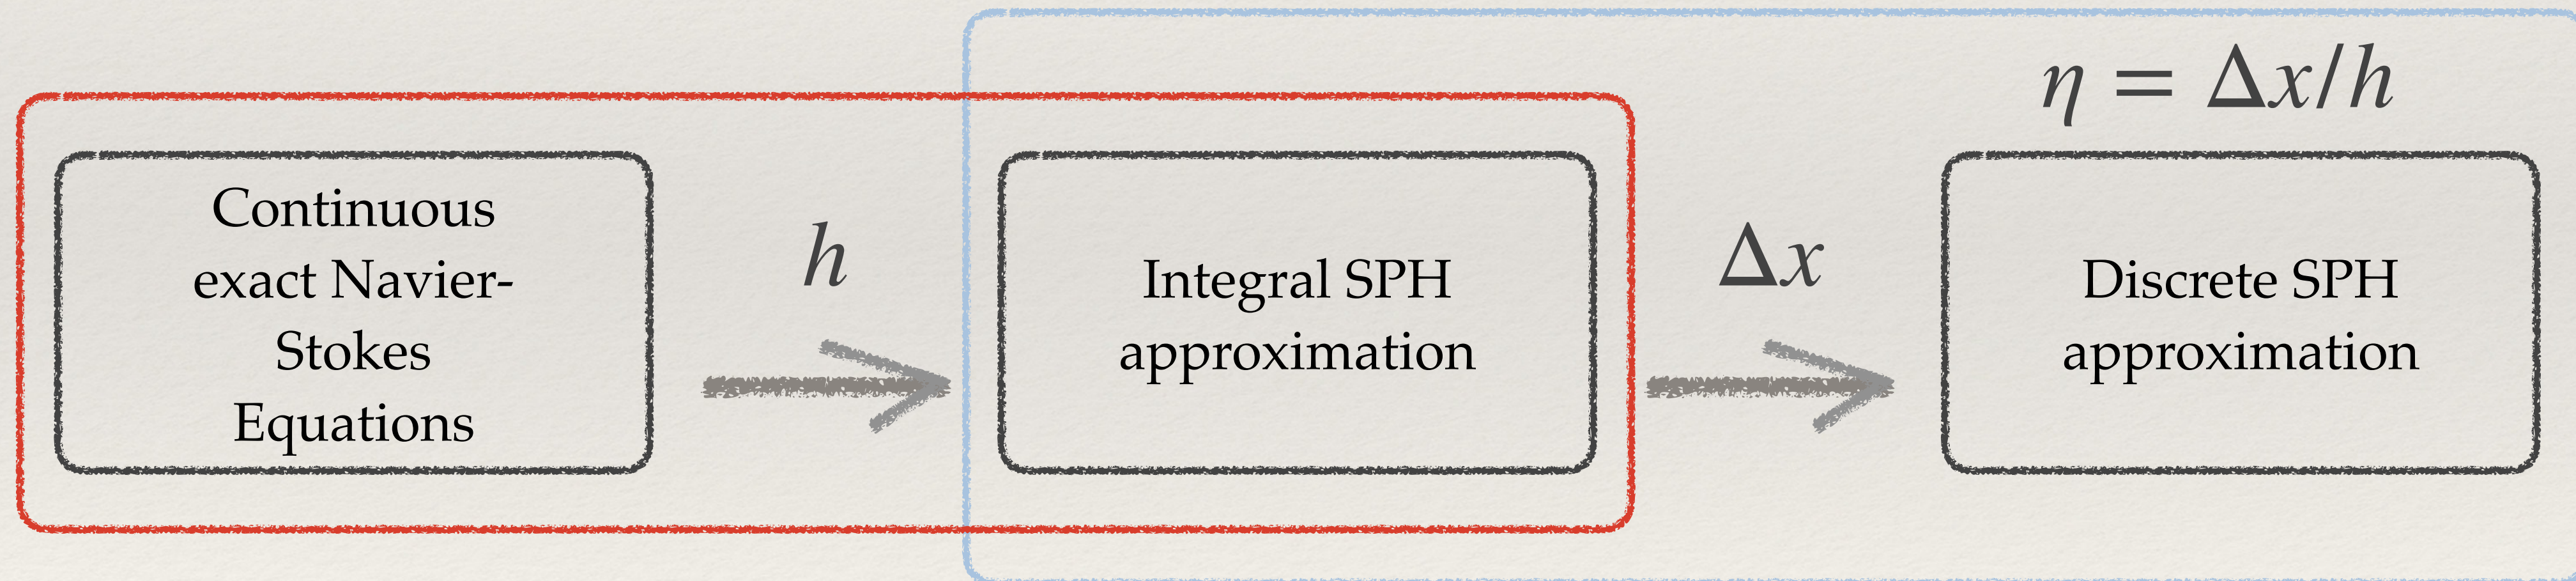 Continuous
exact Navier-
Stokes
Equations
h
Integral SPH
approximation
Δx
η = Δx/h
Discrete SPH
approximation